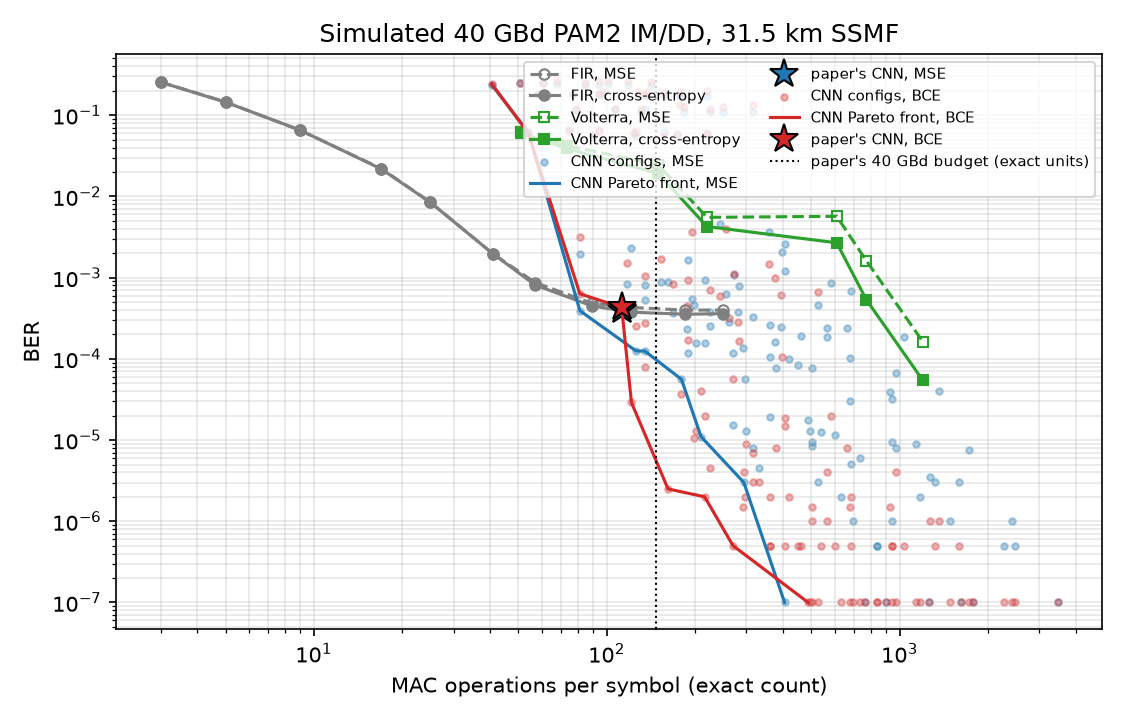 Simulated 40 GBd PAM2 IM/DD, 31.5 km SSMF
FIR, MSE
FIR, cross-entropy
Volterra, MSE
Volterra, cross-entropy
CNN configs, MSE
CNN Pareto front, MSE
paper's CNN, MSE
CNN configs, BCE
CNN Pareto front, BCE
paper's CNN, BCE
paper's 40 GBd budget (exact units)
BER
10⁻¹
10⁻²
10⁻³
10⁻⁴
10⁻⁵
10⁻⁶
10⁻⁷
10¹
10²
10³
MAC operations per symbol (exact count)